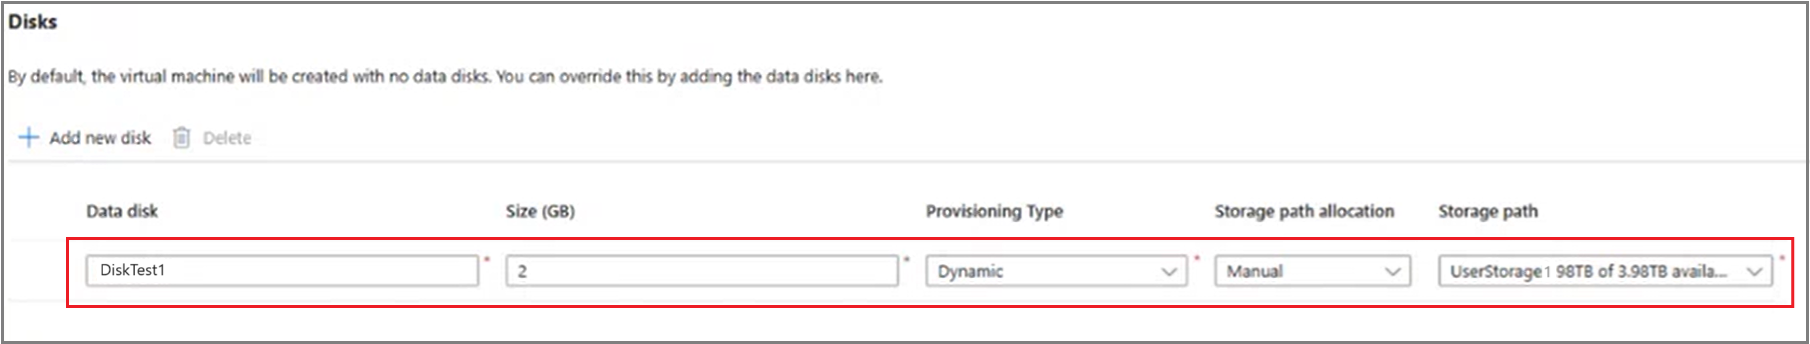 Disks
By default, the virtual machine will be created with no data disks. You can override this by adding the data disks here.
Add new disk Delete
Data disk Size (GB) Provisioning Type Storage path allocation Storage path
DiskTest1 * 2 * Dynamic * Manual UserStorage1 98TB of 3.98TB availa... *